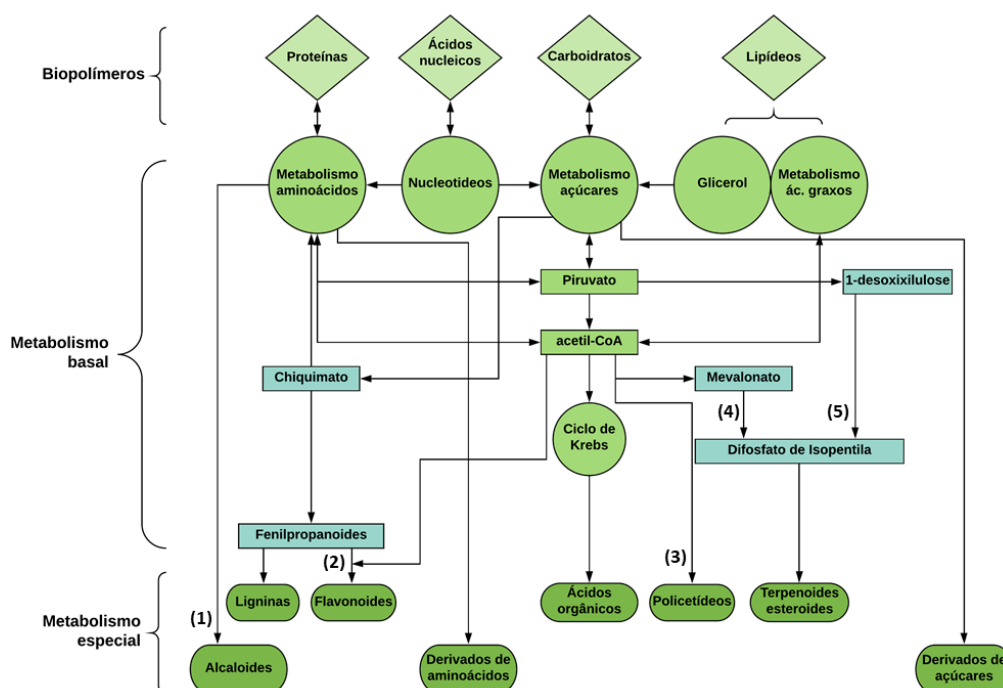 Biopolímeros
Proteínas
Ácidos
nucleicos
Carboidratos
Lipídeos
Metabolismo
basal
Metabolismo
aminoácidos
Nucleotideos
Metabolismo
açúcares
Glicerol
Metabolismo
ác. graxos
Piruvato
1-desoxixilulose
acetil-CoA
Chiquimato
Mevalonato
(4)
(5)
Ciclo de
Krebs
Difosfato de Isopentila
Fenilpropanoides
(2)
(3)
Metabolismo
especial
Ligninas
Flavonoides
Ácidos
orgânicos
Policetídeos
Terpenoides
esteroides
(1)
Alcaloides
Derivados de
aminoácidos
Derivados de
açúcares